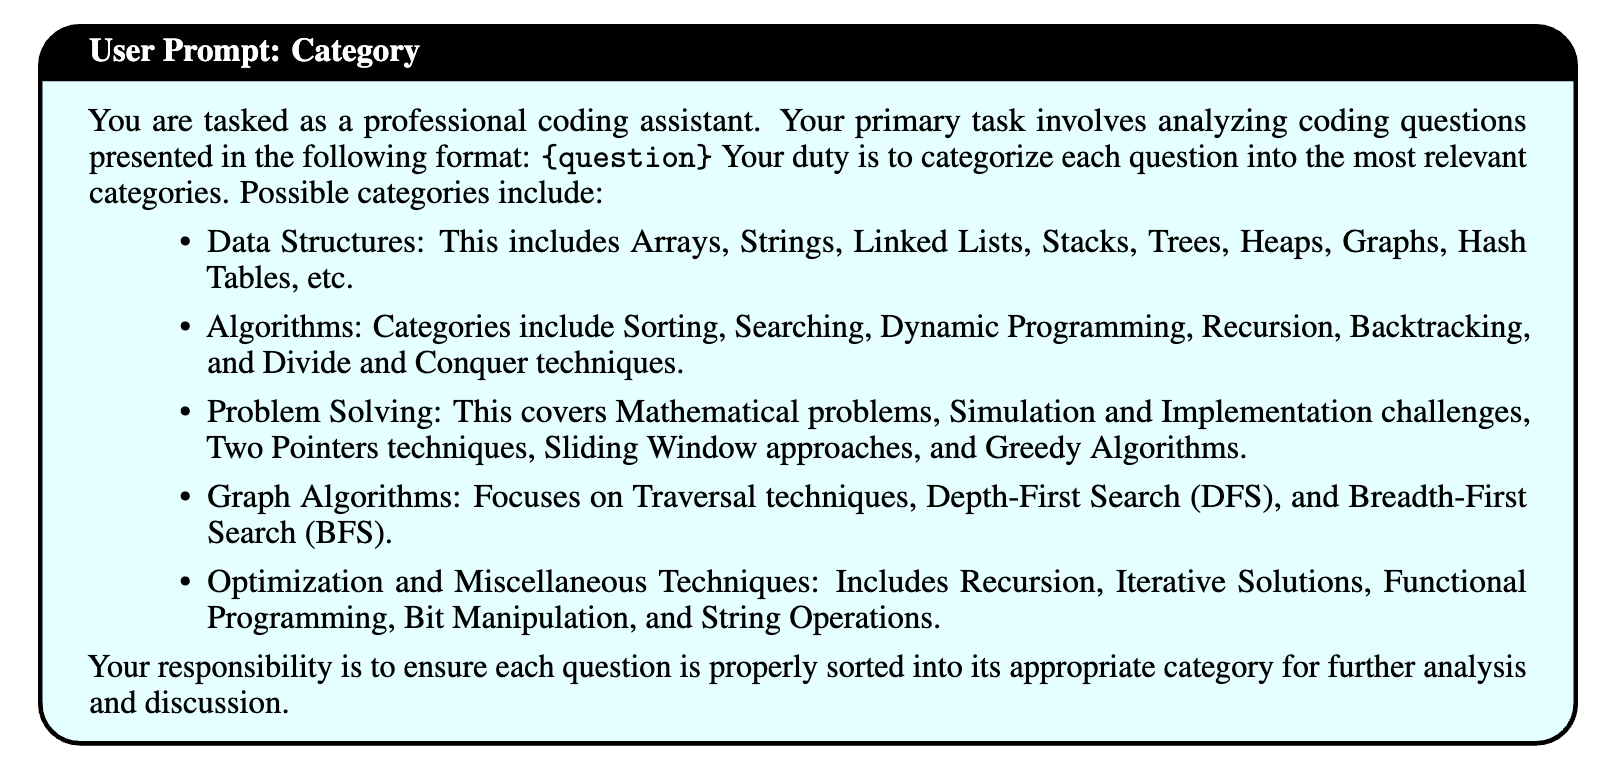 User Prompt: Category
You are tasked as a professional coding assistant. Your primary task involves analyzing coding questions
presented in the following format: {question} Your duty is to categorize each question into the most relevant
categories. Possible categories include:
• Data Structures: This includes Arrays, Strings, Linked Lists, Stacks, Trees, Heaps, Graphs, Hash
Tables, etc.
• Algorithms: Categories include Sorting, Searching, Dynamic Programming, Recursion, Backtracking,
and Divide and Conquer techniques.
• Problem Solving: This covers Mathematical problems, Simulation and Implementation challenges,
Two Pointers techniques, Sliding Window approaches, and Greedy Algorithms.
• Graph Algorithms: Focuses on Traversal techniques, Depth-First Search (DFS), and Breadth-First
Search (BFS).
• Optimization and Miscellaneous Techniques: Includes Recursion, Iterative Solutions, Functional
Programming, Bit Manipulation, and String Operations.
Your responsibility is to ensure each question is properly sorted into its appropriate category for further analysis
and discussion.